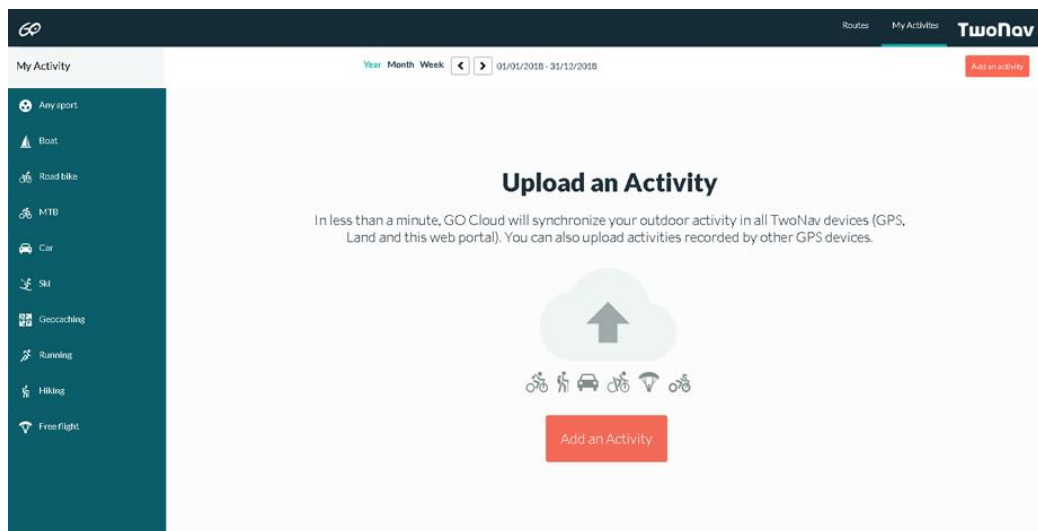 GO
Routes
My Activites
TwoNav
My Activity
Year Month Week
01/01/2018 - 31/12/2018
Add an activity
Any sport
Boat
Road bike
MTB
Car
Ski
Geocaching
Running
Hiking
Free flight
Upload an Activity
In less than a minute, GO Cloud will synchronize your outdoor activity in all TwoNav devices (GPS,
Land and this web portal). You can also upload activities recorded by other GPS devices.
Add an Activity